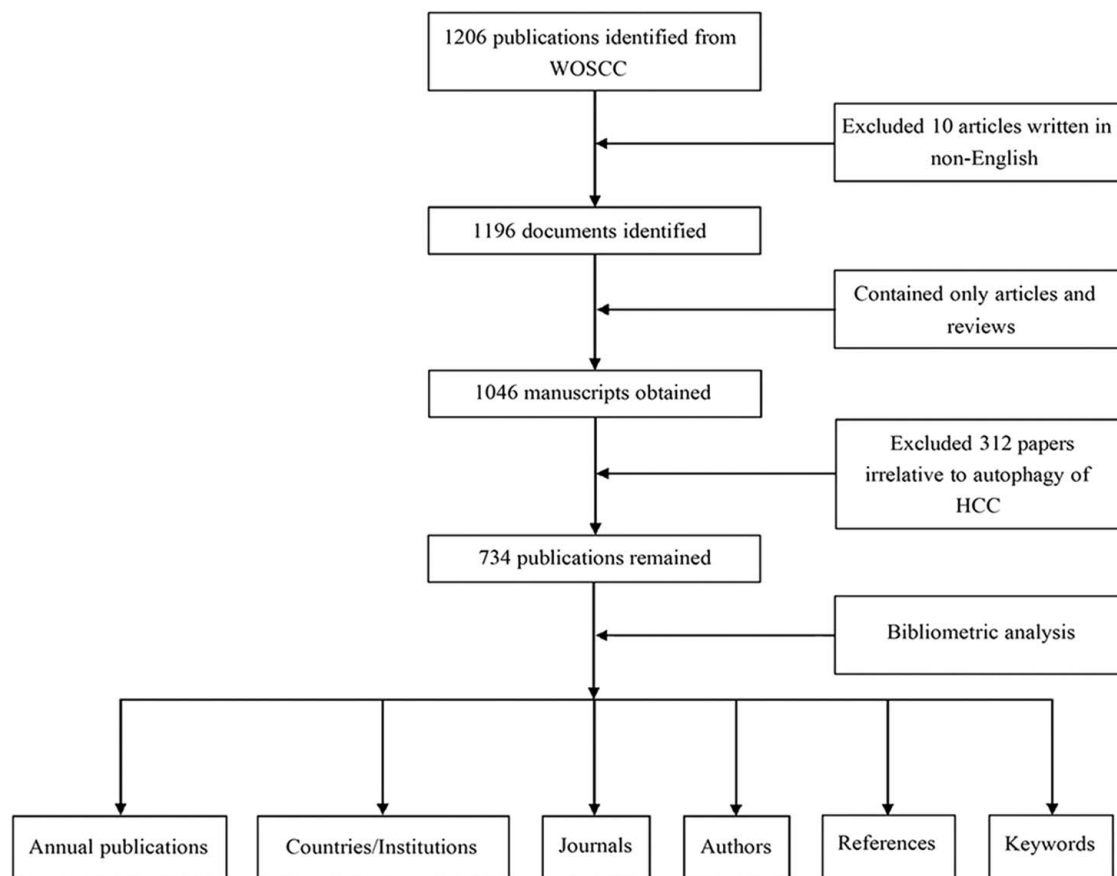 1206 publications identified from
WOSCC
Excluded 10 articles written in
non-English
1196 documents identified
Contained only articles and
reviews
1046 manuscripts obtained
Excluded 312 papers
irrelative to autophagy of
HCC
734 publications remained
Bibliometric analysis
Annual publications
Countries/Institutions
Journals
Authors
References
Keywords